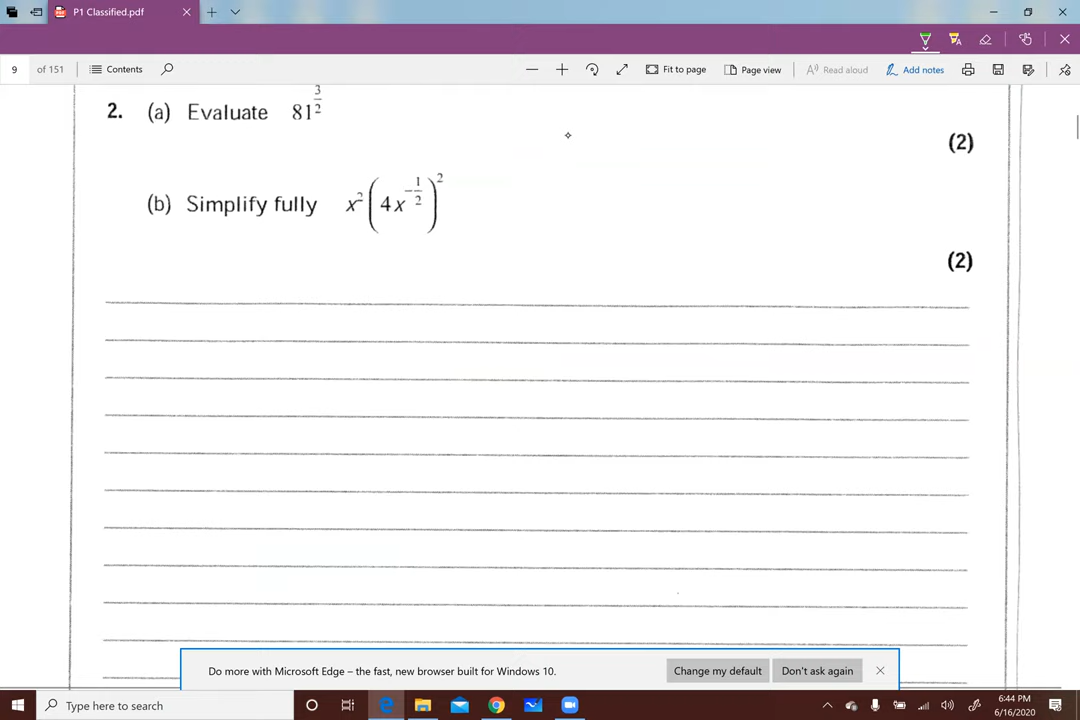 P1 Classified.pdf
9 of 151 Contents Fit to page Page view Read aloud Add notes
2. (a) Evaluate 81^{3/2}
(2)
(b) Simplify fully x^2(4x^{-1/2})^2
(2)
Do more with Microsoft Edge – the fast, new browser built for Windows 10. Change my default Don't ask again
Type here to search
6:44 PM
6/16/2020